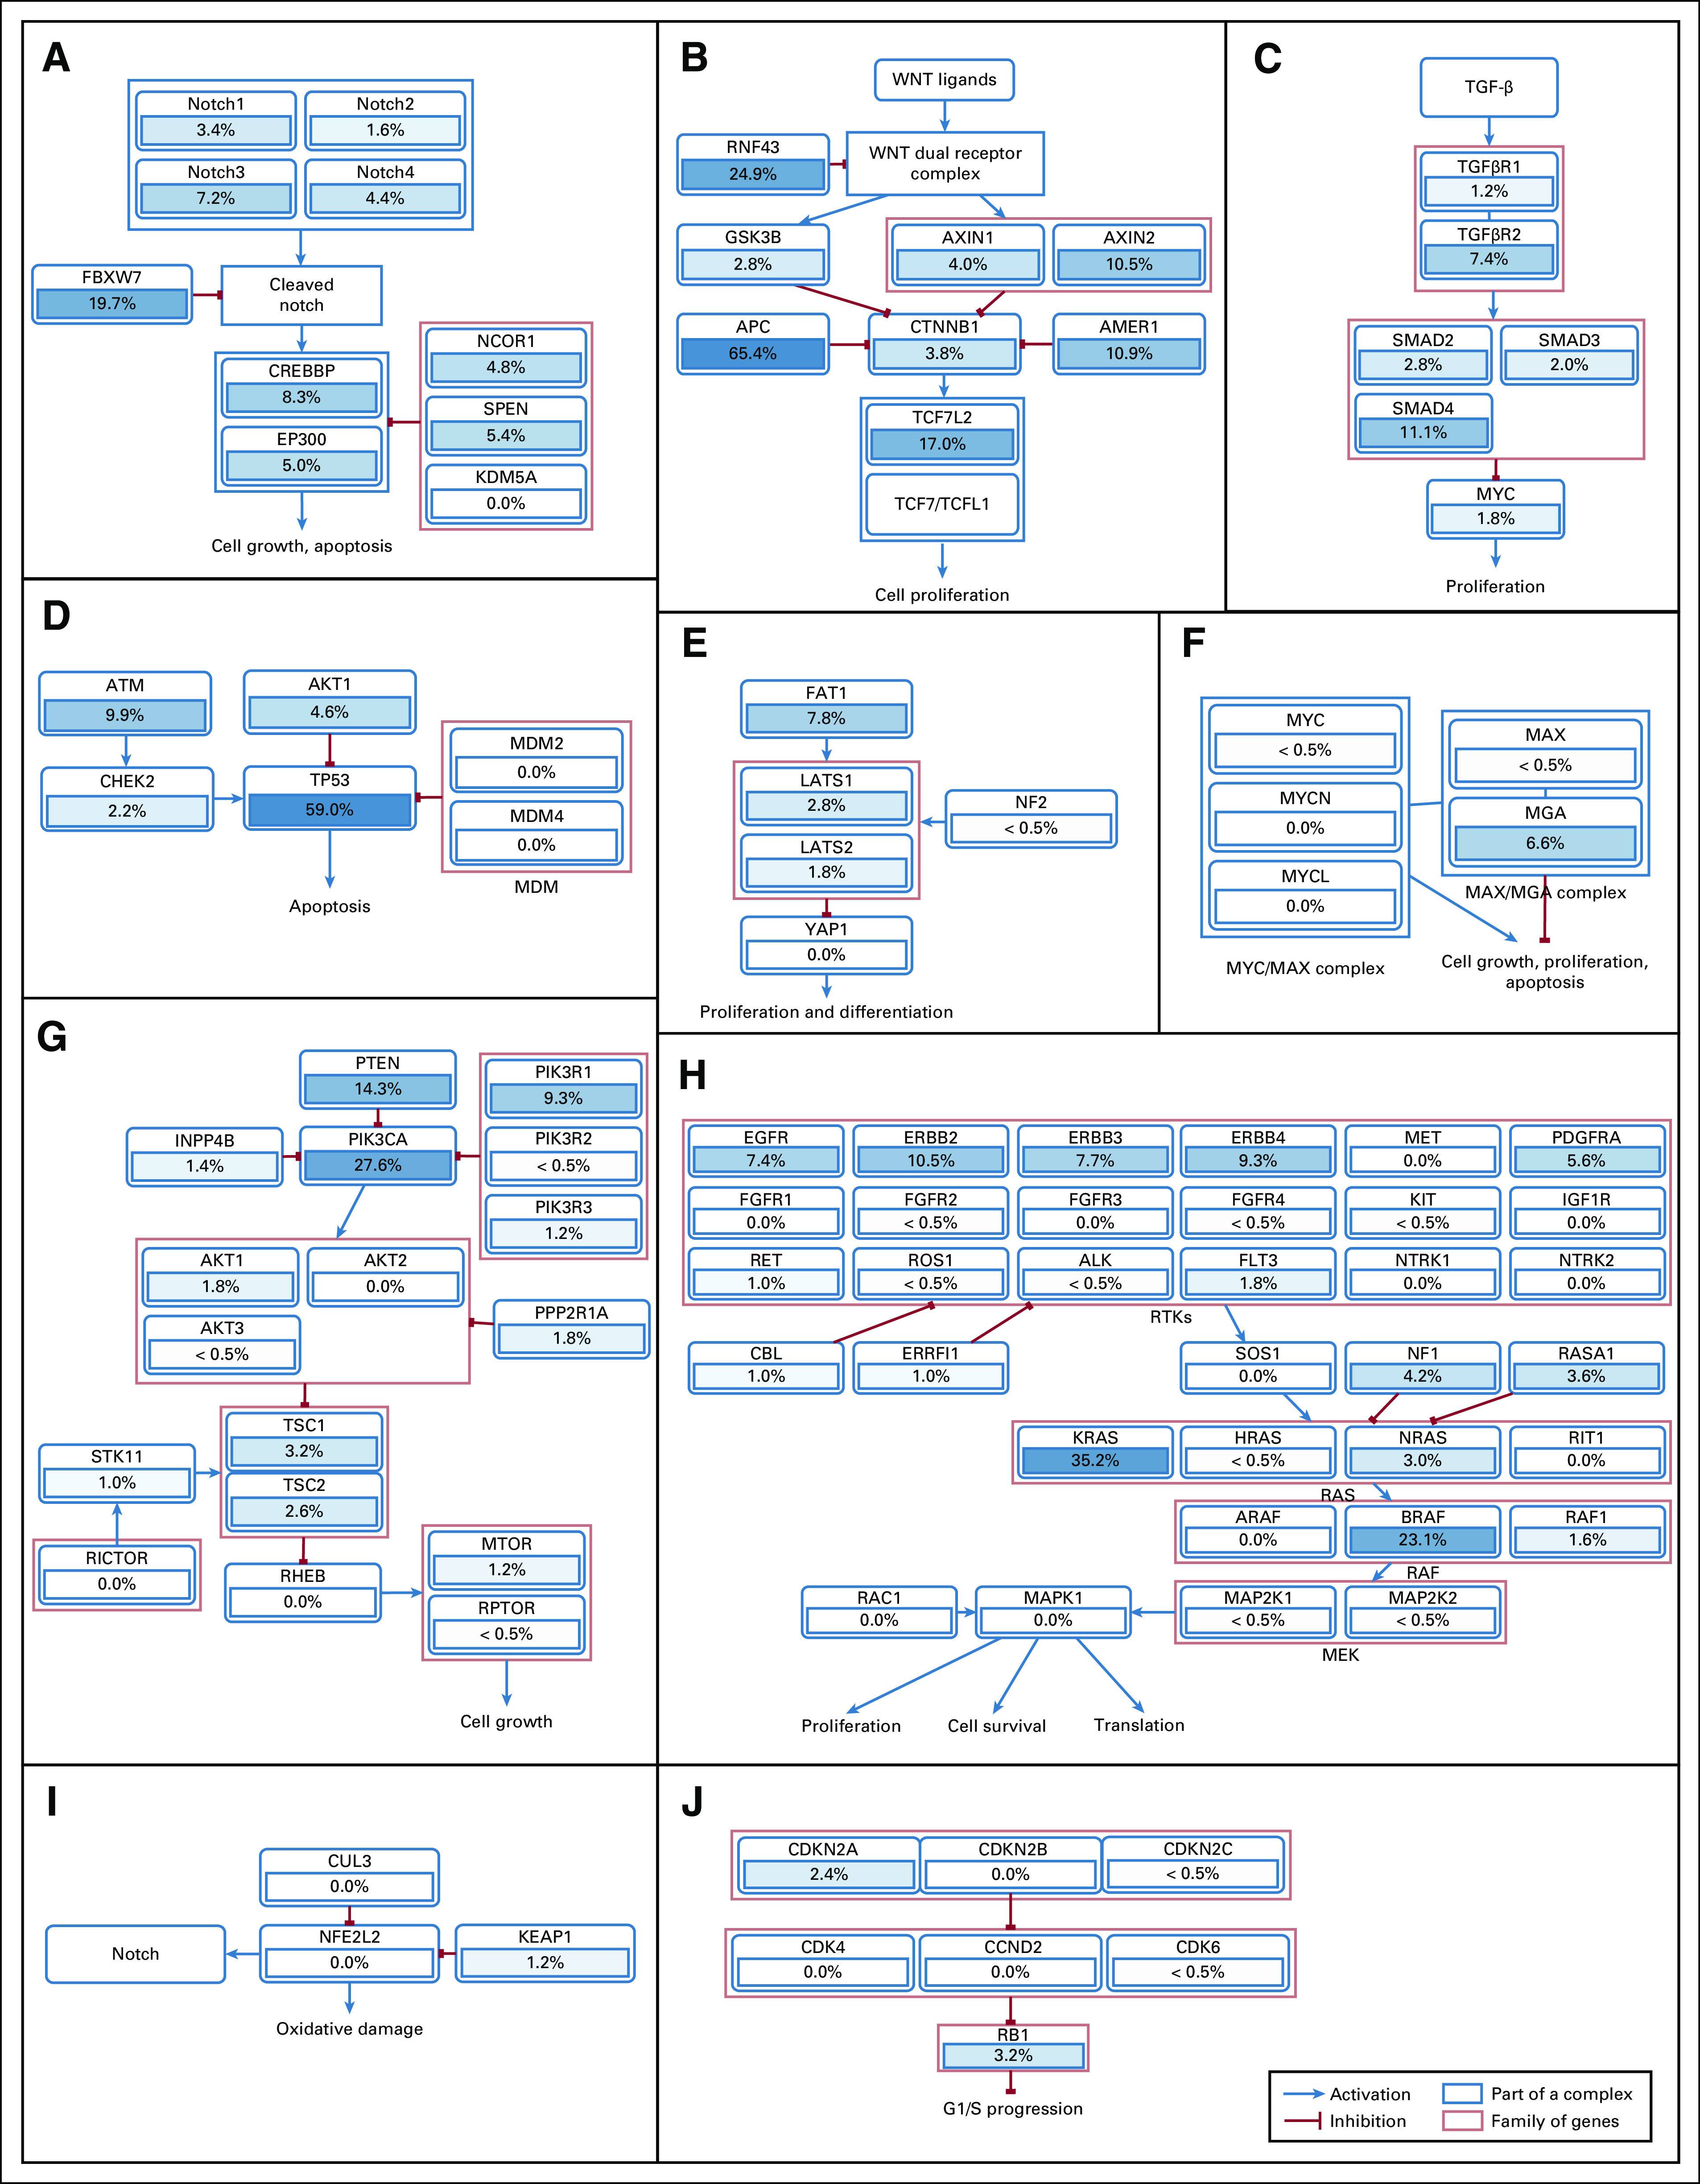 A
Notch1
3.4%
Notch2
1.6%
Notch3
7.2%
Notch4
4.4%
FBXW7
19.7%
Cleaved
notch
CREBBP
8.3%
EP300
5.0%
NCOR1
4.8%
SPEN
5.4%
KDM5A
0.0%
Cell growth, apoptosis
B
WNT ligands
RNF43
24.9%
WNT dual receptor
complex
GSK3B
2.8%
AXIN1
4.0%
AXIN2
10.5%
APC
65.4%
CTNNB1
3.8%
AMER1
10.9%
TCF7L2
17.0%
TCF7/TCFL1
Cell proliferation
C
TGF-β
TGFβR1
1.2%
TGFβR2
7.4%
SMAD2
2.8%
SMAD3
2.0%
SMAD4
11.1%
MYC
1.8%
Proliferation
D
ATM
9.9%
AKT1
4.6%
CHEK2
2.2%
TP53
59.0%
MDM2
0.0%
MDM4
0.0%
MDM
Apoptosis
E
FAT1
7.8%
LATS1
2.8%
LATS2
1.8%
NF2
< 0.5%
YAP1
0.0%
Proliferation and differentiation
F
MYC
< 0.5%
MYCN
0.0%
MYCL
0.0%
MAX
< 0.5%
MGA
6.6%
MAX/MGA complex
MYC/MAX complex
Cell growth, proliferation,
apoptosis
G
PTEN
14.3%
PIK3R1
9.3%
INPP4B
1.4%
PIK3CA
27.6%
PIK3R2
< 0.5%
PIK3R3
1.2%
AKT1
1.8%
AKT2
0.0%
AKT3
< 0.5%
PPP2R1A
1.8%
TSC1
3.2%
STK11
1.0%
TSC2
2.6%
RICTOR
0.0%
RHEB
0.0%
MTOR
1.2%
RPTOR
< 0.5%
Cell growth
H
EGFR
7.4%
ERBB2
10.5%
ERBB3
7.7%
ERBB4
9.3%
MET
0.0%
PDGFRA
5.6%
FGFR1
0.0%
FGFR2
< 0.5%
FGFR3
0.0%
FGFR4
< 0.5%
KIT
< 0.5%
IGF1R
0.0%
RET
1.0%
ROS1
< 0.5%
ALK
< 0.5%
FLT3
1.8%
NTRK1
0.0%
NTRK2
0.0%
RTKs
CBL
1.0%
ERRFI1
1.0%
SOS1
0.0%
NF1
4.2%
RASA1
3.6%
KRAS
35.2%
HRAS
< 0.5%
NRAS
3.0%
RIT1
0.0%
RAS
ARAF
0.0%
BRAF
23.1%
RAF1
1.6%
RAF
RAC1
0.0%
MAPK1
0.0%
MAP2K1
< 0.5%
MAP2K2
< 0.5%
MEK
Proliferation
Cell survival
Translation
I
CUL3
0.0%
Notch
NFE2L2
0.0%
KEAP1
1.2%
Oxidative damage
J
CDKN2A
2.4%
CDKN2B
0.0%
CDKN2C
< 0.5%
CDK4
0.0%
CCND2
0.0%
CDK6
< 0.5%
RB1
3.2%
G1/S progression
Activation
Part of a complex
Inhibition
Family of genes